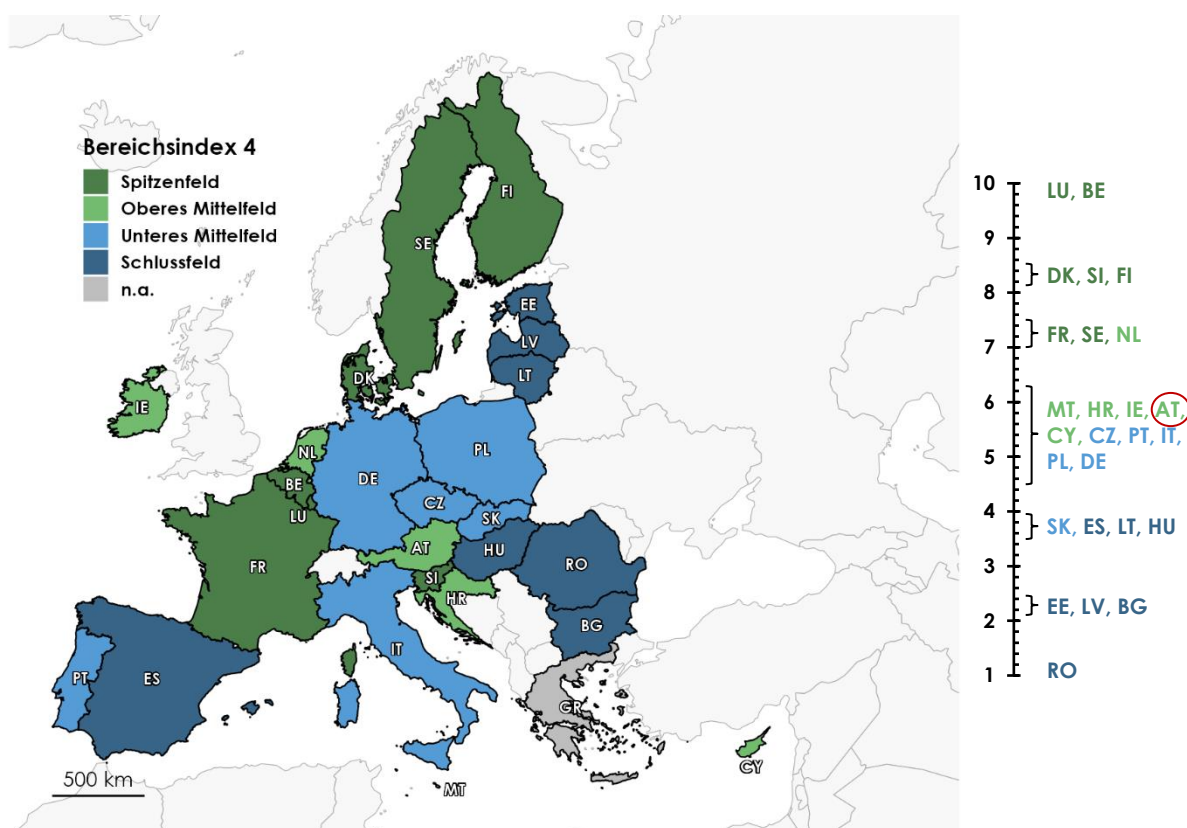 Bereichsindex 4
Spitzenfeld
Oberes Mittelfeld
Unteres Mittelfeld
Schlussfeld
n.a.
FI
SE
EE
LV
LT
DK
IE
NL
PL
DE
BE
CZ
LU
SK
AT
HU
FR
RO
SI
HR
BG
IT
PT
ES
GR
CY
MT
500 km
10
9
8
7
6
5
4
3
2
1
LU, BE
DK, SI, FI
FR, SE, NL
MT, HR, IE, AT,
CY, CZ, PT, IT,
PL, DE
SK, ES, LT, HU
EE, LV, BG
RO